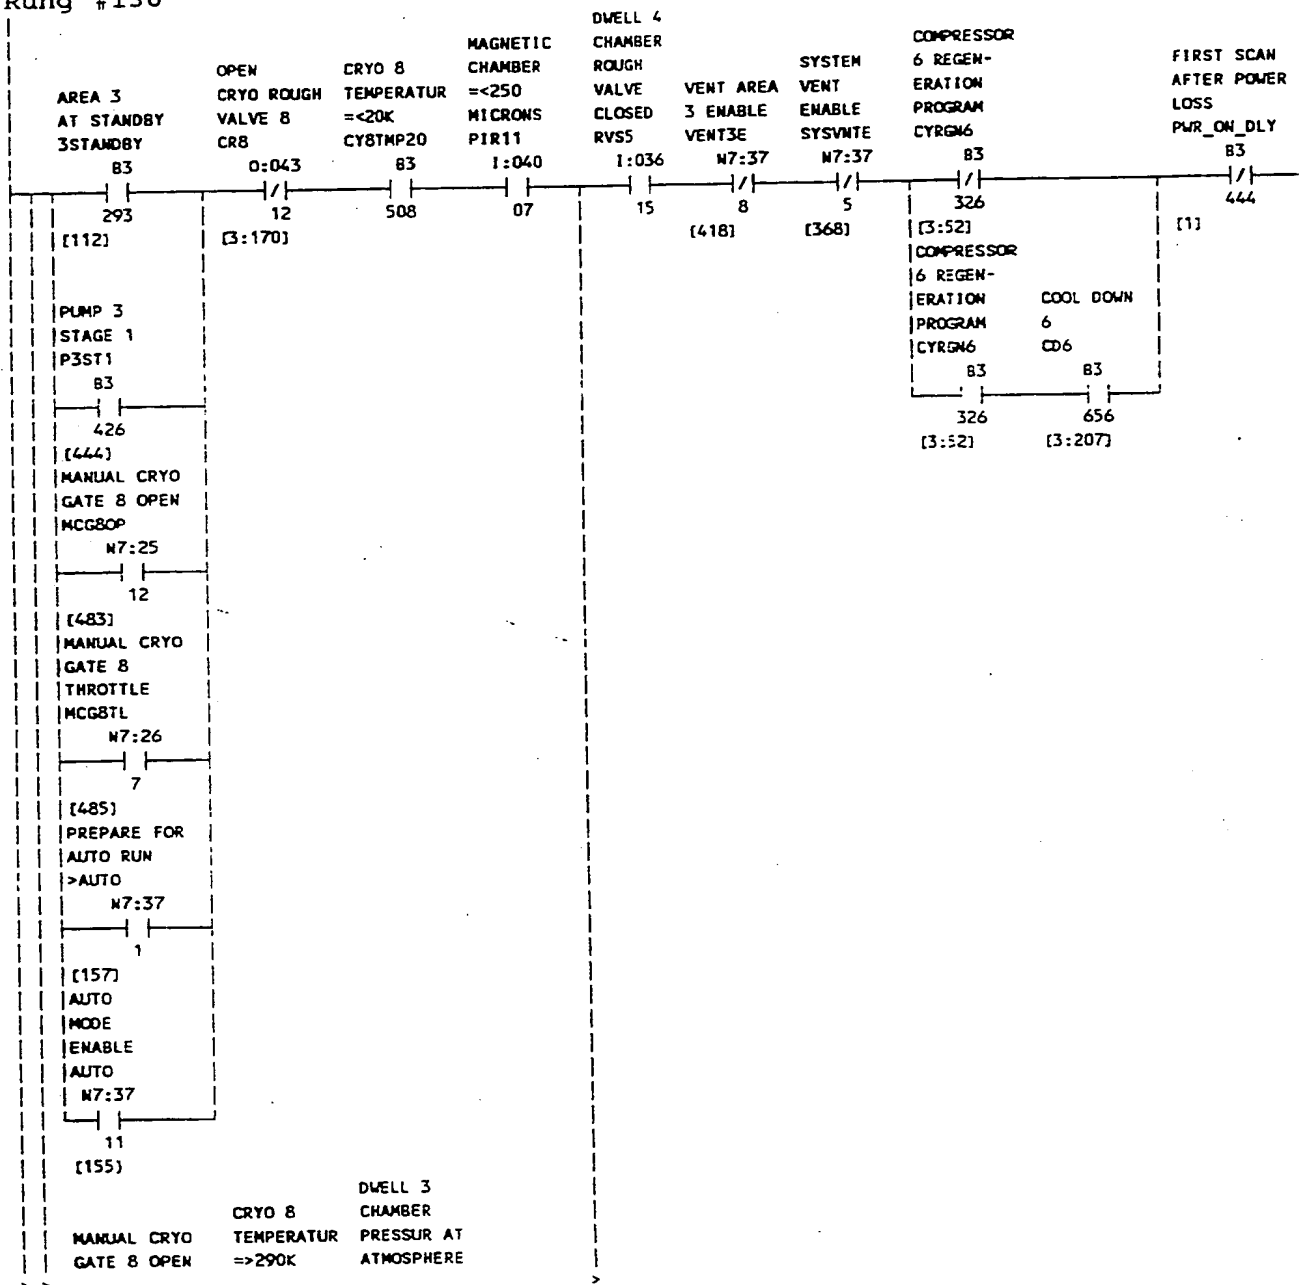 Rung #130
DWELL 4
MAGNETIC CHAMBER COMPRESSOR
OPEN CRYO 8 CHAMBER ROUGH SYSTEM 6 REGEN- FIRST SCAN
AREA 3 CRYO ROUGH TEMPERATUR =<250 VALVE VENT AREA VENT ERATION AFTER POWER
AT STANDBY VALVE 8 =<20K MICRONS CLOSED 3 ENABLE ENABLE PROGRAM LOSS
3STANDBY CR8 CY8TMP20 PIR11 RVS5 VENT3E SYSVNTE CYRGN6 PWR_ON_DLY
B3 O:043 B3 I:040 I:036 N7:37 N7:37 B3 B3
293 12 508 07 15 8 5 326 444
[112] [3:170] [418] [368] [3:52] [1]
COMPRESSOR
6 REGEN-
ERATION COOL DOWN
PROGRAM 6
CYRGN6 CD6
B3 B3
326 656
[3:52] [3:207]
PUMP 3
STAGE 1
P3ST1
B3
426
[444]
MANUAL CRYO
GATE 8 OPEN
MCG8OP
N7:25
12
[483]
MANUAL CRYO
GATE 8
THROTTLE
MCG8TL
N7:26
7
[485]
PREPARE FOR
AUTO RUN
>AUTO
N7:37
1
[157]
AUTO
MODE
ENABLE
AUTO
N7:37
11
[155]
DWELL 3
CRYO 8 CHAMBER
MANUAL CRYO TEMPERATUR PRESSUR AT
GATE 8 OPEN =>290K ATMOSPHERE